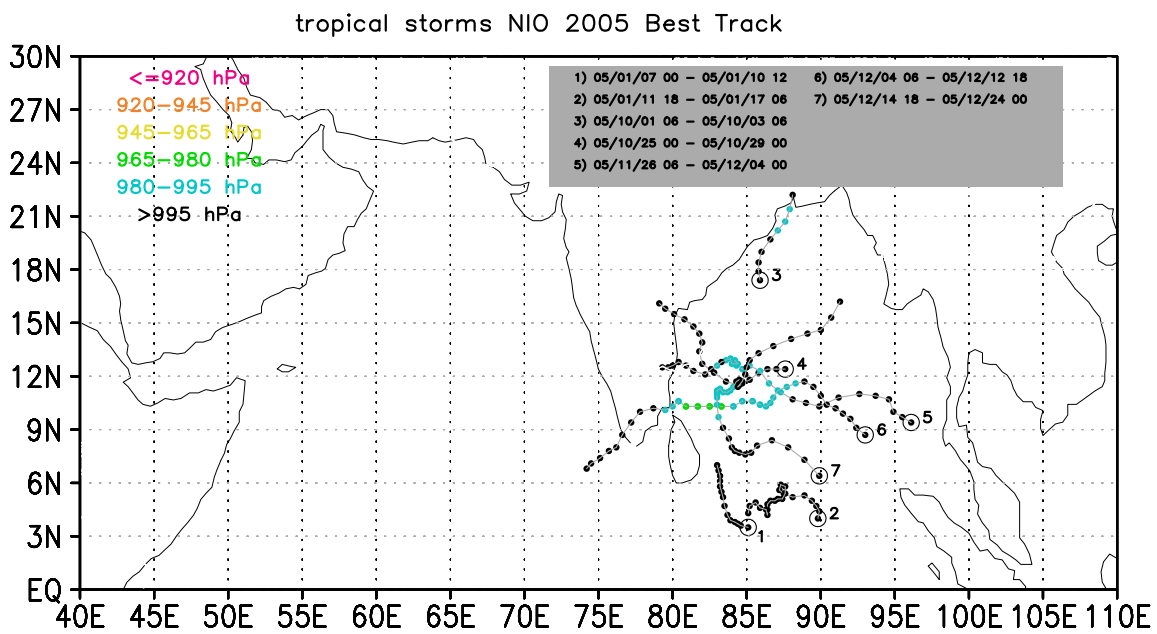 tropical storms NIO 2005 Best Track
30N
27N
24N
21N
18N
15N
12N
9N
6N
3N
EQ
<=920 hPa
920-945 hPa
945-965 hPa
965-980 hPa
980-995 hPa
>995 hPa
1) 05/01/07 00 - 05/01/10 12
2) 05/01/11 18 - 05/01/17 06
3) 05/10/01 06 - 05/10/03 06
4) 05/10/25 00 - 05/10/29 00
5) 05/11/26 06 - 05/12/04 00
6) 05/12/04 06 - 05/12/12 18
7) 05/12/14 18 - 05/12/24 00
3
4
5
6
7
2
1
40E 45E 50E 55E 60E 65E 70E 75E 80E 85E 90E 95E 100E 105E 110E